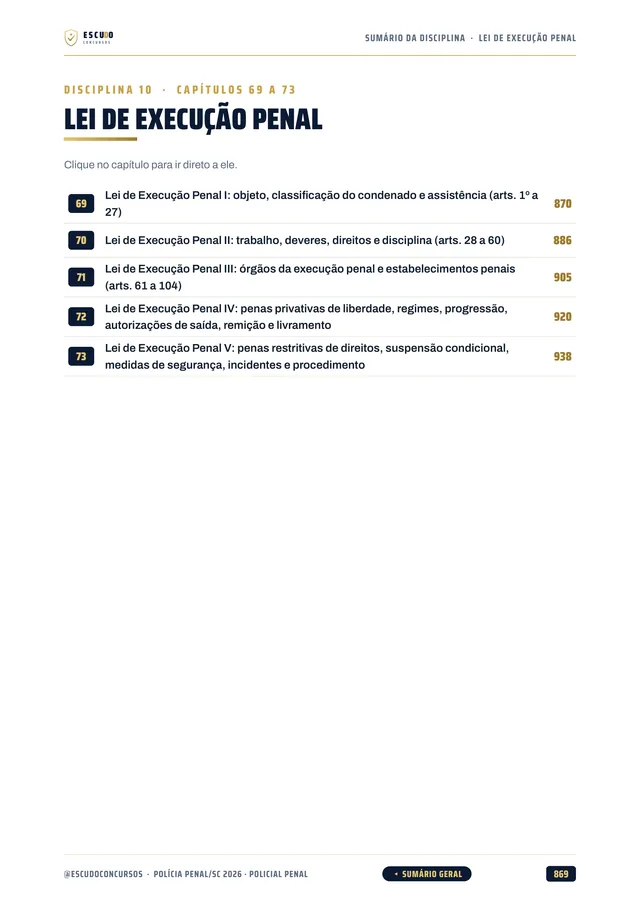 ESCUDO
CONCURSOS
SUMÁRIO DA DISCIPLINA · LEI DE EXECUÇÃO PENAL
DISCIPLINA 10 · CAPÍTULOS 69 A 73
LEI DE EXECUÇÃO PENAL
Clique no capítulo para ir direto a ele.
69 Lei de Execução Penal I: objeto, classificação do condenado e assistência (arts. 1º a 870
27)
70 Lei de Execução Penal II: trabalho, deveres, direitos e disciplina (arts. 28 a 60) 886
71 Lei de Execução Penal III: órgãos da execução penal e estabelecimentos penais 905
(arts. 61 a 104)
72 Lei de Execução Penal IV: penas privativas de liberdade, regimes, progressão, 920
autorizações de saída, remição e livramento
73 Lei de Execução Penal V: penas restritivas de direitos, suspensão condicional, 938
medidas de segurança, incidentes e procedimento
@ESCUDOCONCURSOS · POLÍCIA PENAL/SC 2026 · POLICIAL PENAL SUMÁRIO GERAL 869